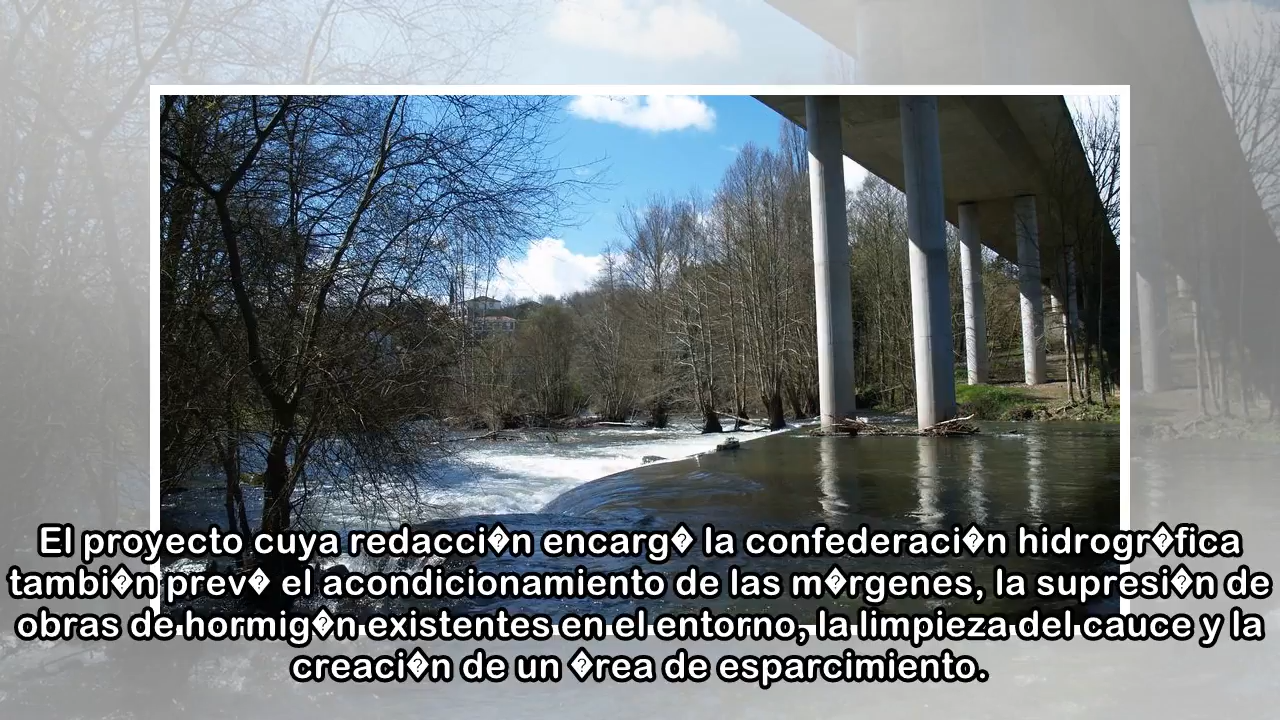 El proyecto cuya redacci�n encarg� la confederaci�n hidrogr�fica
tambi�n prev� el acondicionamiento de las m�rgenes, la supresi�n de
obras de hormig�n existentes en el entorno, la limpieza del cauce y la
creaci�n de un �rea de esparcimiento.